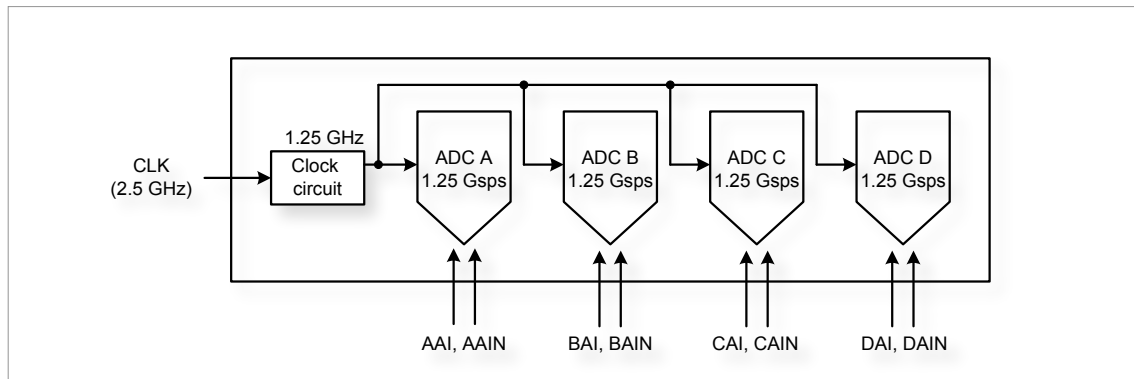 1.25 GHz
CLK
(2.5 GHz)
Clock
circuit
ADC A
1.25 Gsps
ADC B
1.25 Gsps
ADC C
1.25 Gsps
ADC D
1.25 Gsps
AAI, AAIN
BAI, BAIN
CAI, CAIN
DAI, DAIN